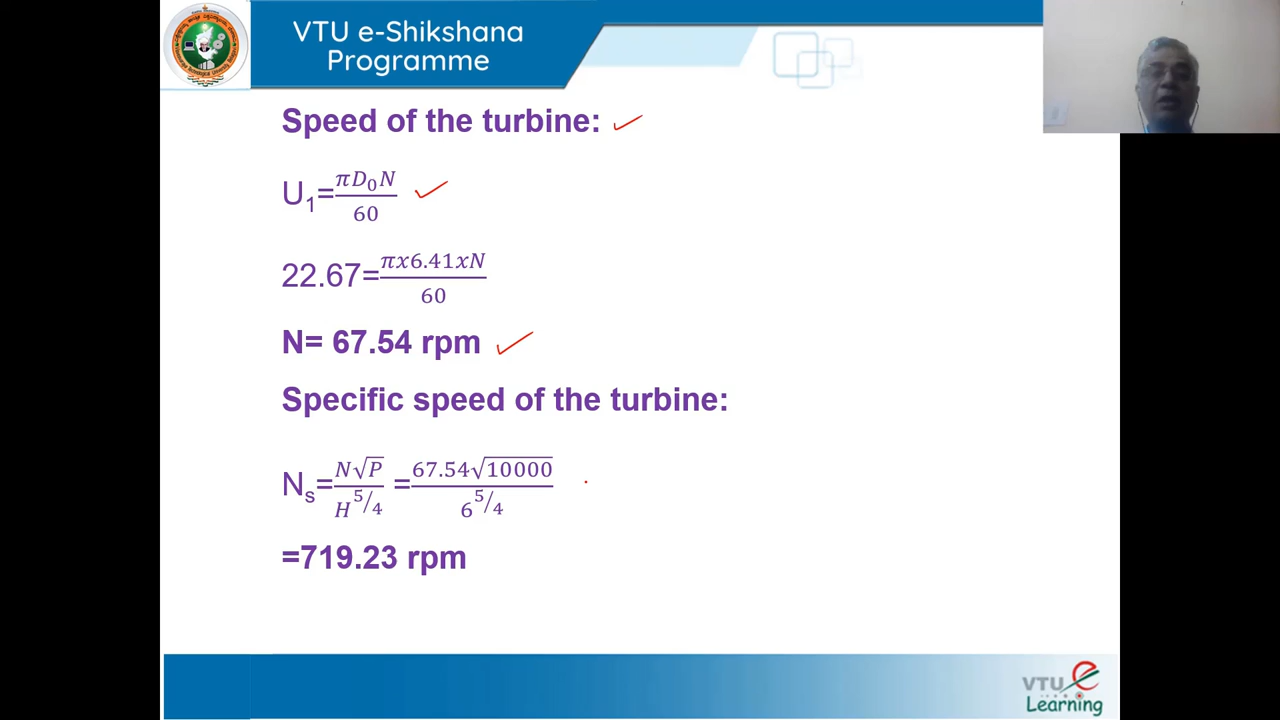 VTU e-Shikshana
Programme
Speed of the turbine:
U₁=πD₀N/60
22.67=πx6.41xN/60
N= 67.54 rpm
Specific speed of the turbine:
Nₛ=N√P/H^5/4 =67.54√10000/6^5/4
=719.23 rpm
VTU e
Learning